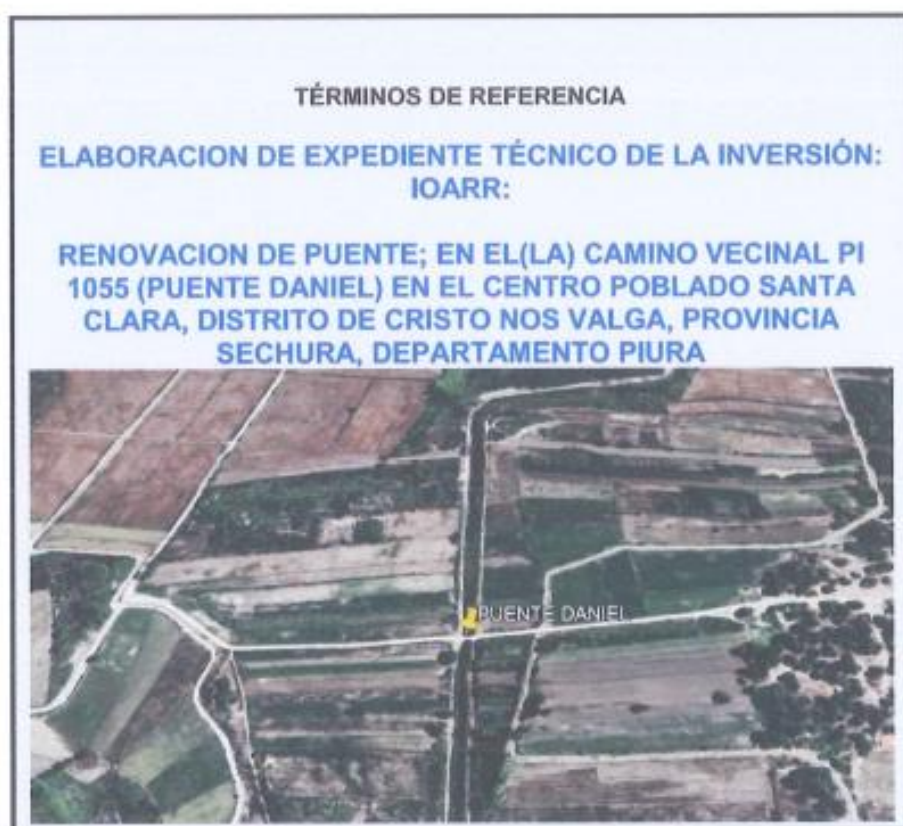 TÉRMINOS DE REFERENCIA
ELABORACION DE EXPEDIENTE TÉCNICO DE LA INVERSIÓN:
IOARR:
RENOVACION DE PUENTE; EN EL(LA) CAMINO VECINAL PI
1055 (PUENTE DANIEL) EN EL CENTRO POBLADO SANTA
CLARA, DISTRITO DE CRISTO NOS VALGA, PROVINCIA
SECHURA, DEPARTAMENTO PIURA
PUENTE DANIEL